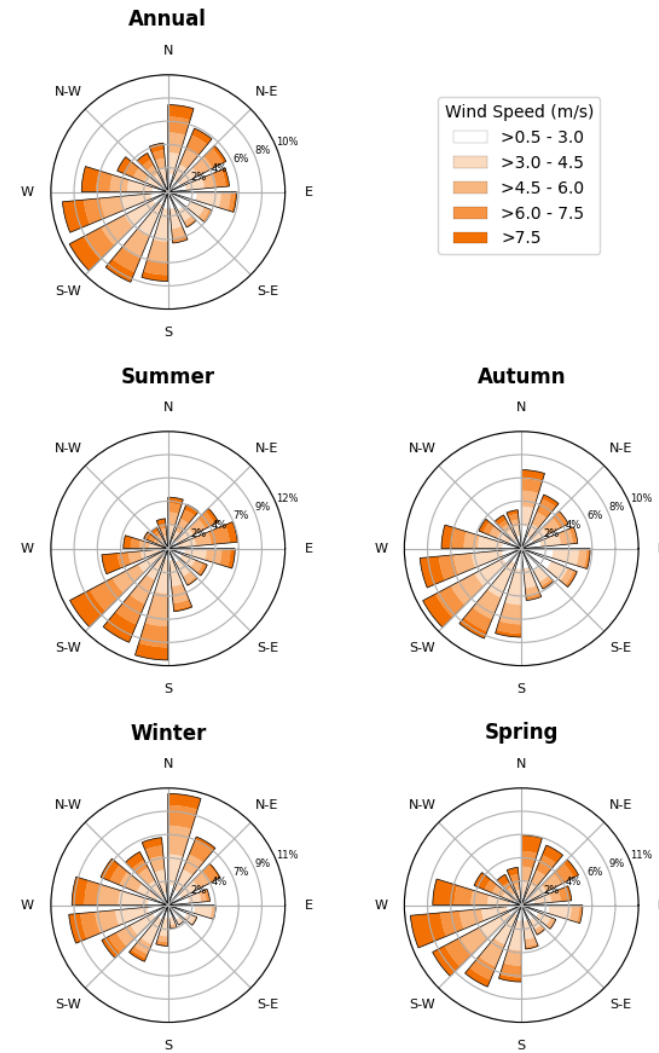 Annual
N
N-W
N-E
10%
8%
6%
4%
2%
W
E
S-W
S-E
S
Wind Speed (m/s)
>0.5 - 3.0
>3.0 - 4.5
>4.5 - 6.0
>6.0 - 7.5
>7.5
Summer
N
N-W
N-E
12%
9%
7%
4%
2%
W
E
S-W
S-E
S
Autumn
N
N-W
N-E
10%
8%
6%
4%
2%
W
S-W
S-E
S
Winter
N
N-W
N-E
11%
9%
7%
4%
2%
W
E
S-W
S-E
S
Spring
N
N-W
N-E
11%
9%
6%
4%
2%
W
S-W
S-E
S